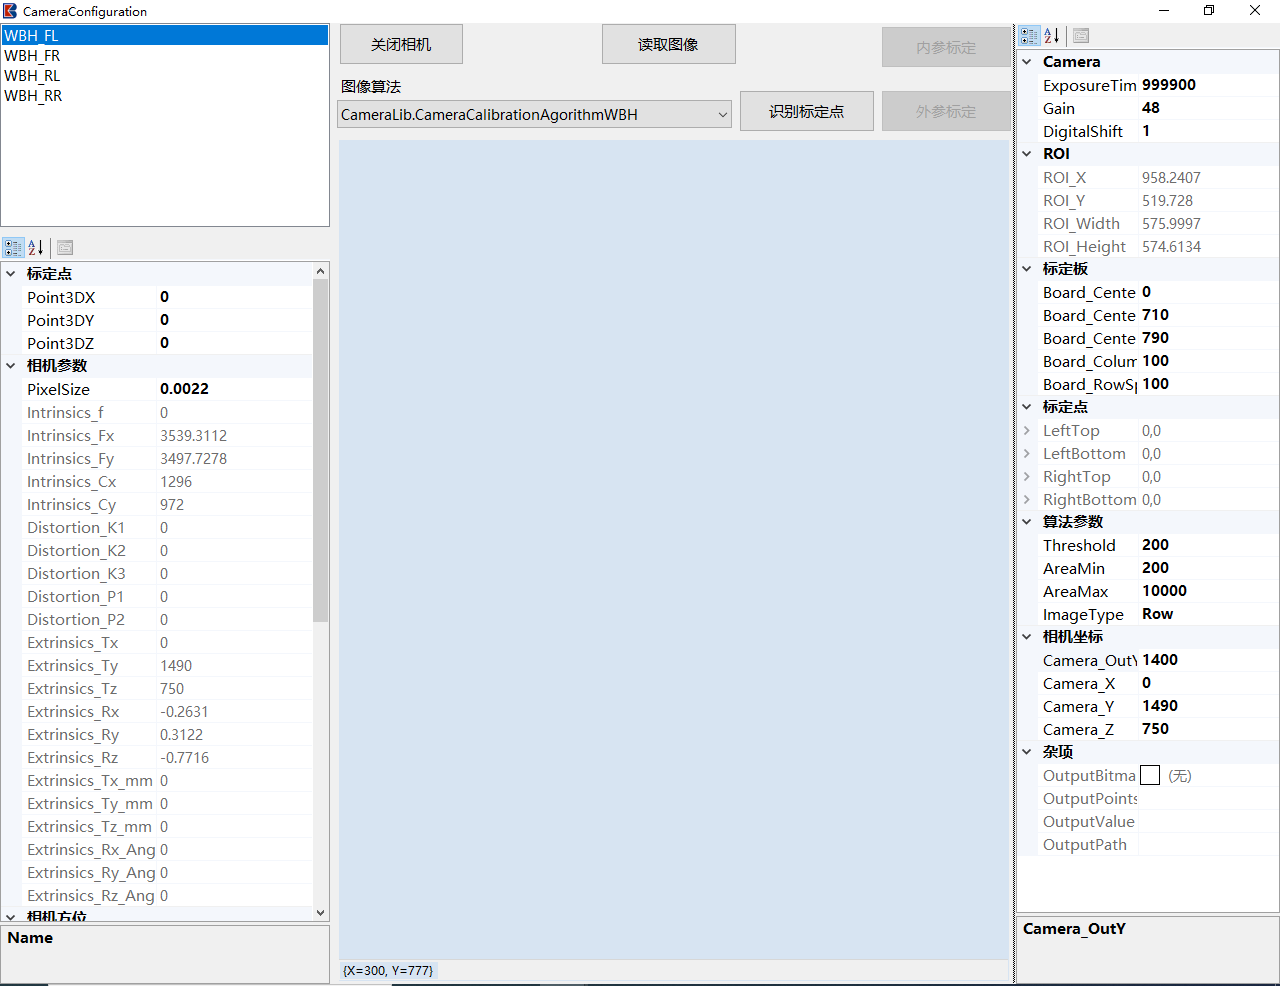 CameraConfiguration
WBH_FL
WBH_FR
WBH_RL
WBH_RR
标定点
Point3DX 0
Point3DY 0
Point3DZ 0
相机参数
PixelSize 0.0022
Intrinsics_f 0
Intrinsics_Fx 3539.3112
Intrinsics_Fy 3497.7278
Intrinsics_Cx 1296
Intrinsics_Cy 972
Distortion_K1 0
Distortion_K2 0
Distortion_K3 0
Distortion_P1 0
Distortion_P2 0
Extrinsics_Tx 0
Extrinsics_Ty 1490
Extrinsics_Tz 750
Extrinsics_Rx -0.2631
Extrinsics_Ry 0.3122
Extrinsics_Rz -0.7716
Extrinsics_Tx_mm 0
Extrinsics_Ty_mm 0
Extrinsics_Tz_mm 0
Extrinsics_Rx_Ang 0
Extrinsics_Ry_Ang 0
Extrinsics_Rz_Ang 0
相机方位
Name
关闭相机 读取图像 内参标定
图像算法
CameraLib.CameraCalibrationAgorithmWBH 识别标定点 外参标定
{X=300, Y=777}
Camera
ExposureTim 999900
Gain 48
DigitalShift 1
ROI
ROI_X 958.2407
ROI_Y 519.728
ROI_Width 575.9997
ROI_Height 574.6134
标定板
Board_Cente 0
Board_Cente 710
Board_Cente 790
Board_Colum 100
Board_RowSp 100
标定点
LeftTop 0,0
LeftBottom 0,0
RightTop 0,0
RightBottom 0,0
算法参数
Threshold 200
AreaMin 200
AreaMax 10000
ImageType Row
相机坐标
Camera_OutY 1400
Camera_X 0
Camera_Y 1490
Camera_Z 750
杂项
OutputBitma (无)
OutputPoints
OutputValue
OutputPath
Camera_OutY